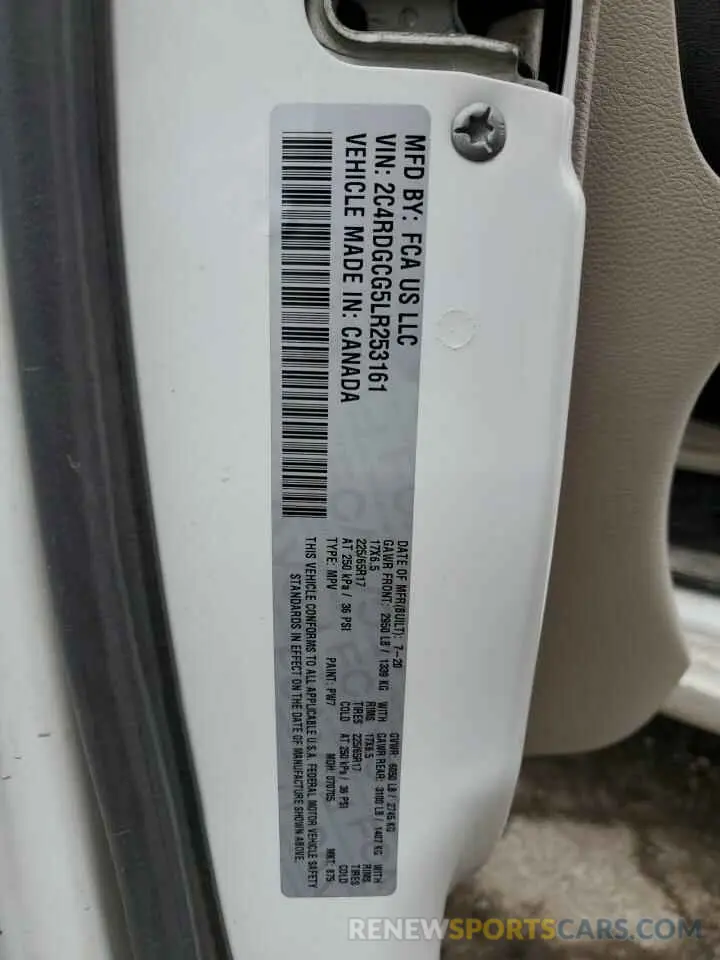 MFD BY: FCA US LLC
VIN: 2C4RDGCG5LR253161
VEHICLE MADE IN: CANADA
DATE OF MFR(BUILT): 7-20 GVWR: 6050 LB / 2745 KG
GAWR FRONT: 2950 LB / 1339 KG WITH GAWR REAR: 3100 LB / 1407 KG WITH
17X6.5 RIMS 17X6.5 RIMS
225/65R17 TIRES 225/65R17 TIRES
AT 250 kPa / 36 PSI COLD AT 250 kPa / 36 PSI COLD
TYPE: MPV PAINT: PW7 MDH: 070705 MKT: 875
THIS VEHICLE CONFORMS TO ALL APPLICABLE U.S.A. FEDERAL MOTOR VEHICLE SAFETY
STANDARDS IN EFFECT ON THE DATE OF MANUFACTURE SHOWN ABOVE.
RENEWSPORTSCARS.COM